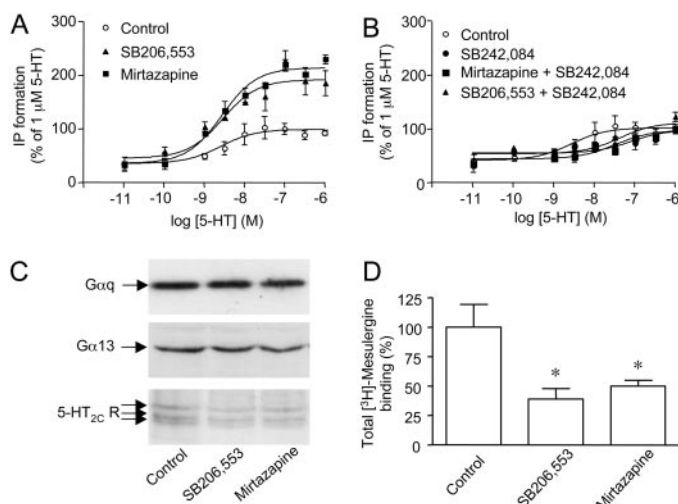 A
Control
SB206,553
Mirtazapine
IP formation
(% of 1 μM 5-HT)
300
200
100
0
-11 -10 -9 -8 -7 -6
log [5-HT] (M)
B
Control
SB242,084
Mirtazapine + SB242,084
SB206,553 + SB242,084
IP formation
(% of 1 μM 5-HT)
300
200
100
0
-11 -10 -9 -8 -7 -6
log [5-HT] (M)
C
Gαq
Gα13
5-HT2C R
Control
SB206,553
Mirtazapine
D
Total [³H]-Mesulergine
binding (%)
125
100
75
50
25
0
*
*
Control
SB206,553
Mirtazapine